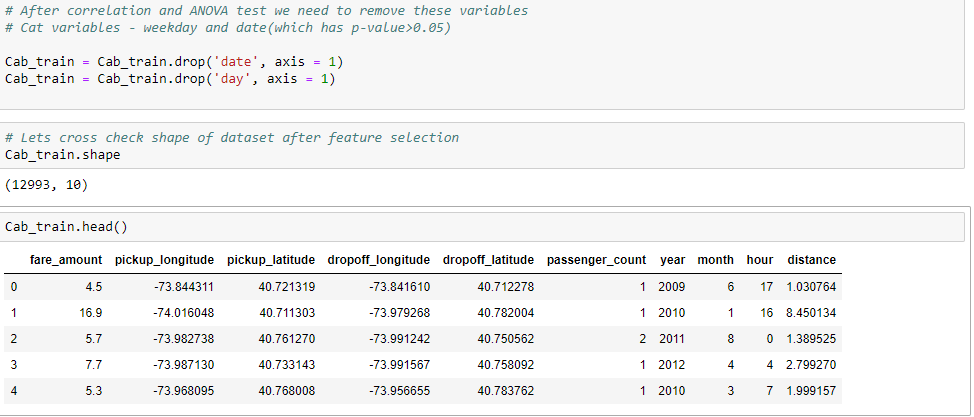 # After correlation and ANOVA test we need to remove these variables
# Cat variables - weekday and date(which has p-value>0.05)
Cab_train = Cab_train.drop('date', axis = 1)
Cab_train = Cab_train.drop('day', axis = 1)
# Lets cross check shape of dataset after feature selection
Cab_train.shape
(12993, 10)
Cab_train.head()
fare_amount pickup_longitude pickup_latitude dropoff_longitude dropoff_latitude passenger_count year month hour distance
0 4.5 -73.844311 40.721319 -73.841610 40.712278 1 2009 6 17 1.030764
1 16.9 -74.016048 40.711303 -73.979268 40.782004 1 2010 1 16 8.450134
2 5.7 -73.982738 40.761270 -73.991242 40.750562 2 2011 8 0 1.389525
3 7.7 -73.987130 40.733143 -73.991567 40.758092 1 2012 4 4 2.799270
4 5.3 -73.968095 40.768008 -73.956655 40.783762 1 2010 3 7 1.999157